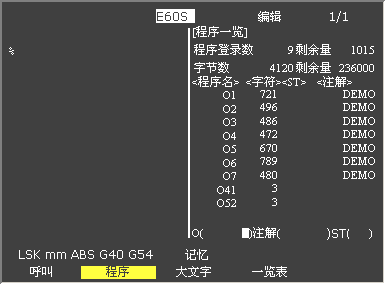 E60S 编辑 1/1
[程序一览]
%
程序登录数 9 剩余量 1015
字节数 4120 剩余量 236000
<程序名> <字符><ST> <注解>
O1 721 DEMO
O2 496 DEMO
O3 486 DEMO
O4 472 DEMO
O5 670 DEMO
O6 789 DEMO
O7 480 DEMO
O41 3
O52 3
O( )注解( )ST( )
LSK mm ABS G40 G54 记忆
呼叫 程序 大文字 一览表